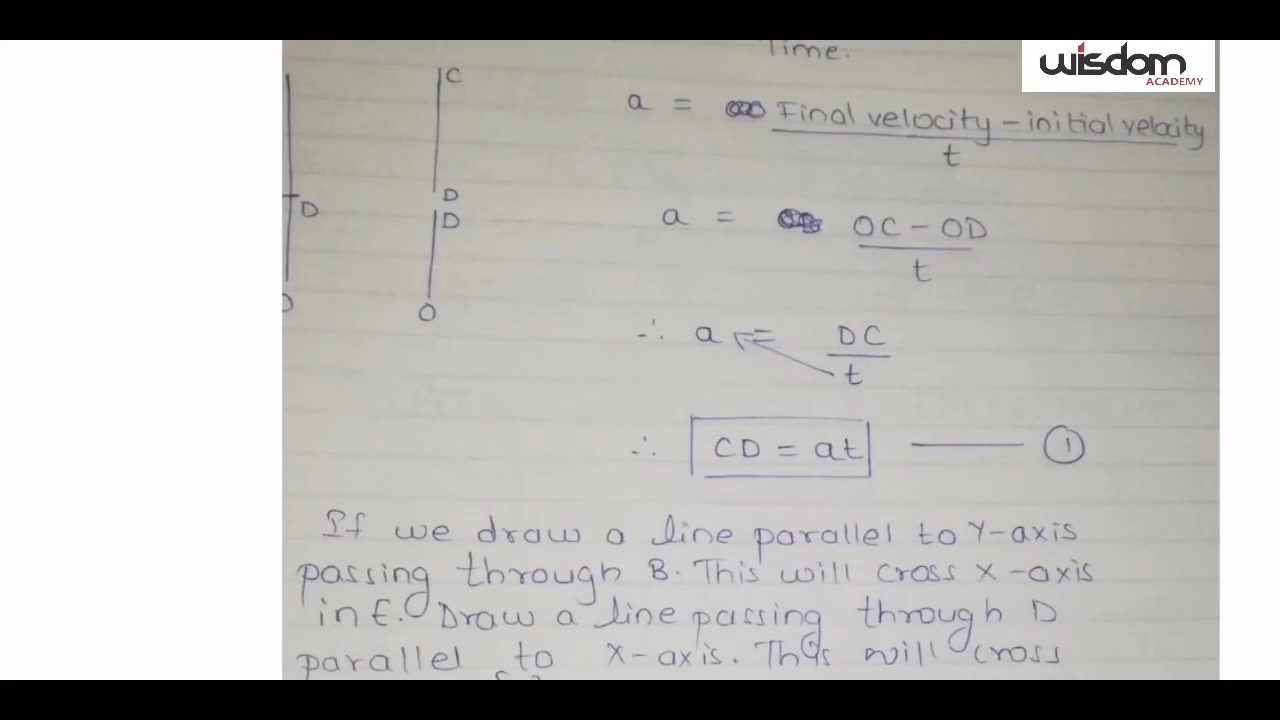 Time.
wisdom
ACADEMY
C
a = Final velocity - initial velocity
t
D
D
D
a = OC - OD
t
O
∴ a = DC
t
∴ CD = at ——— ①
If we draw a line parallel to Y-axis
passing through B. This will cross X-axis
in E. Draw a line passing through D
parallel to X-axis. This will cross